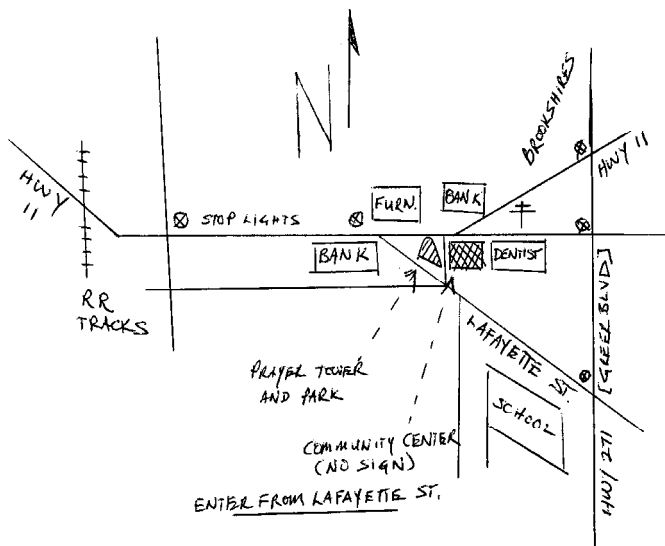 N
BROOKSHIRES
HWY 11
HWY
11
FURN.
BANK
STOP LIGHTS
BANK
DENTIST
RR
TRACKS
[GREER BLVD]
LAFAYETTE ST.
PRAYER TOWER
AND PARK
SCHOOL
COMMUNITY CENTER
(NO SIGN)
HWY 271
ENTER FROM LAFAYETTE ST.